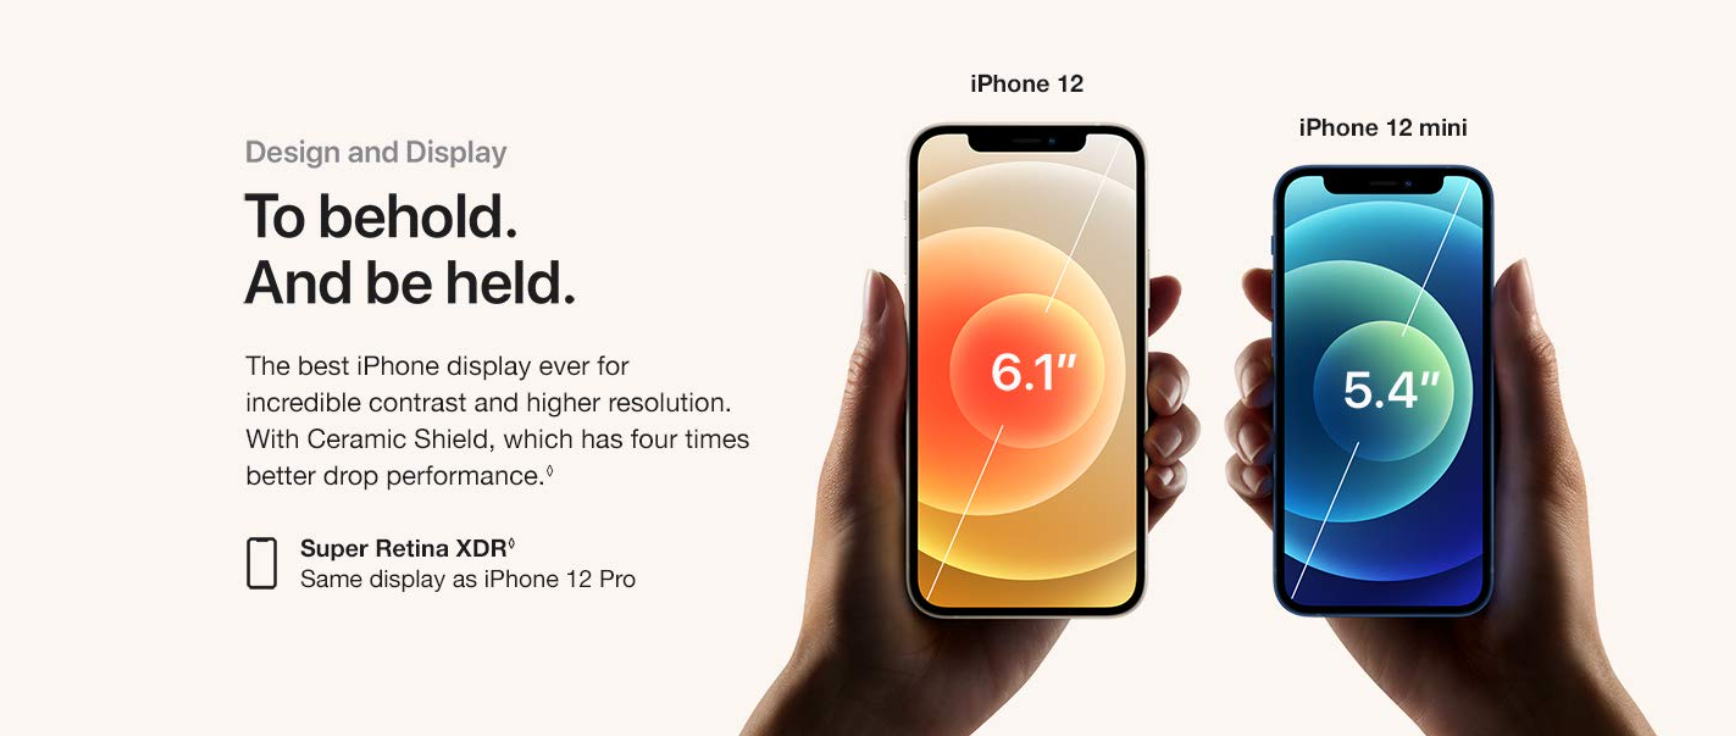 Design and Display
To behold.
And be held.
The best iPhone display ever for
incredible contrast and higher resolution.
With Ceramic Shield, which has four times
better drop performance.◊
Super Retina XDR◊
Same display as iPhone 12 Pro
iPhone 12
6.1″
iPhone 12 mini
5.4″